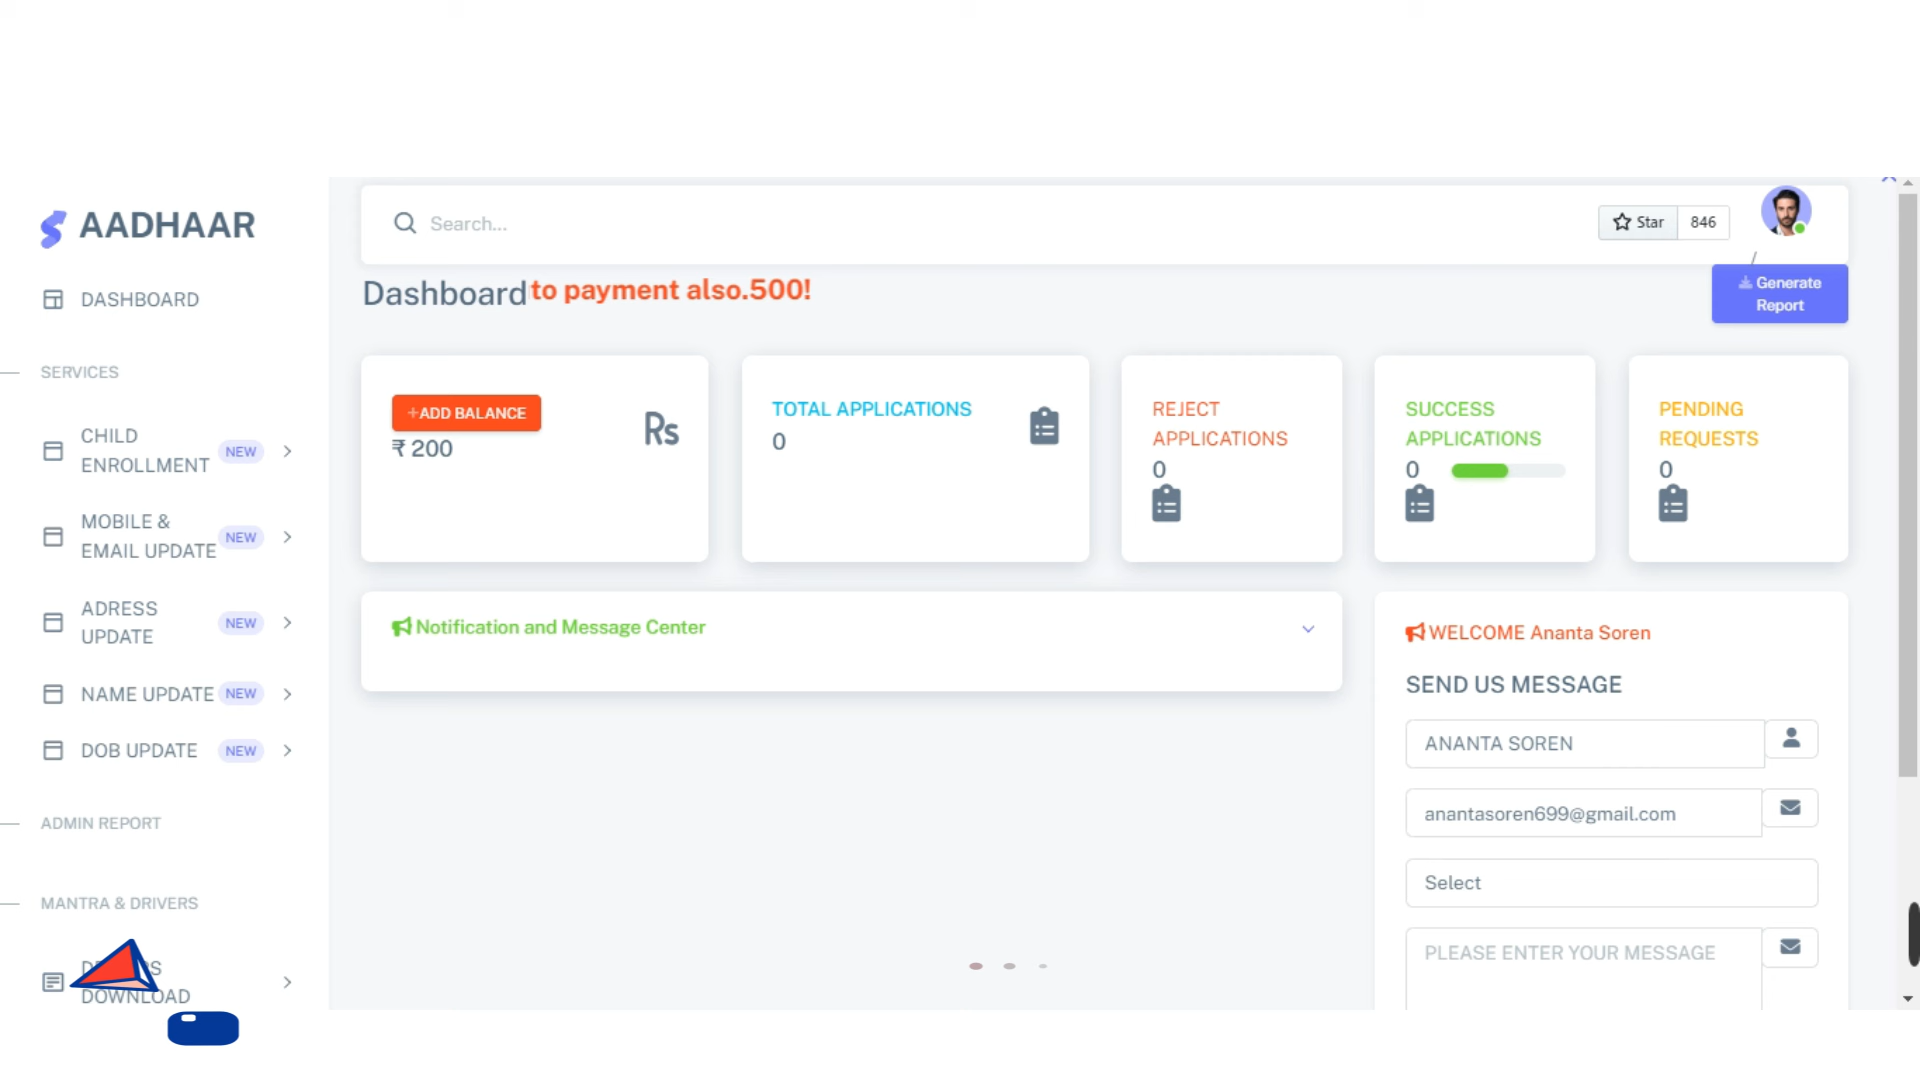 AADHAAR
Search...
Star 846
DASHBOARD
Dashboard to payment also.500!
Generate
Report
SERVICES
CHILD
ENROLLMENT NEW
MOBILE &
EMAIL UPDATE NEW
ADRESS
UPDATE NEW
NAME UPDATE NEW
DOB UPDATE NEW
ADMIN REPORT
MANTRA & DRIVERS
DOWNLOAD
+ADD BALANCE
₹ 200
Rs
TOTAL APPLICATIONS
0
REJECT
APPLICATIONS
0
SUCCESS
APPLICATIONS
0
PENDING
REQUESTS
0
Notification and Message Center
WELCOME Ananta Soren
SEND US MESSAGE
ANANTA SOREN
anantasoren699@gmail.com
Select
PLEASE ENTER YOUR MESSAGE